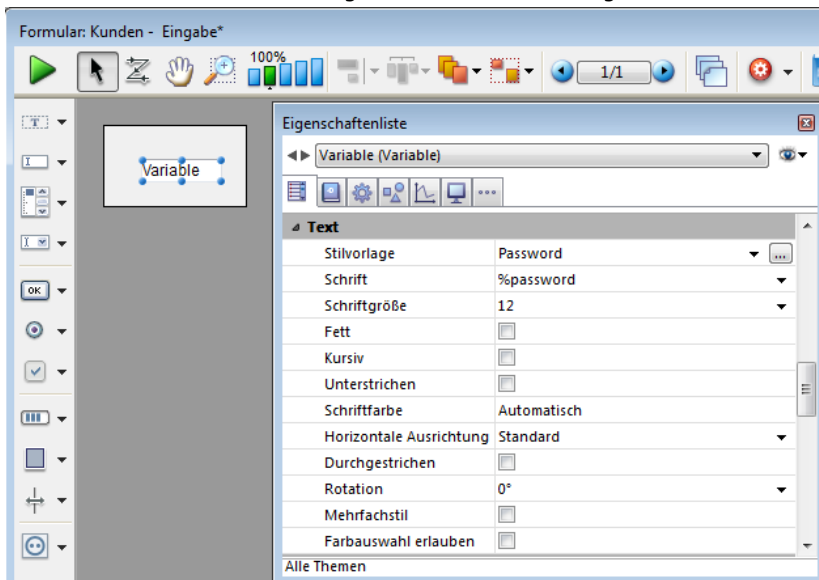 Formular: Kunden - Eingabe*
100%
1/1
T
I
I
OK
Variable
Eigenschaftenliste
Variable (Variable)
Text
Stilvorlage Password ...
Schrift %password
Schriftgröße 12
Fett
Kursiv
Unterstrichen
Schriftfarbe Automatisch
Horizontale Ausrichtung Standard
Durchgestrichen
Rotation 0°
Mehrfachstil
Farbauswahl erlauben
Alle Themen